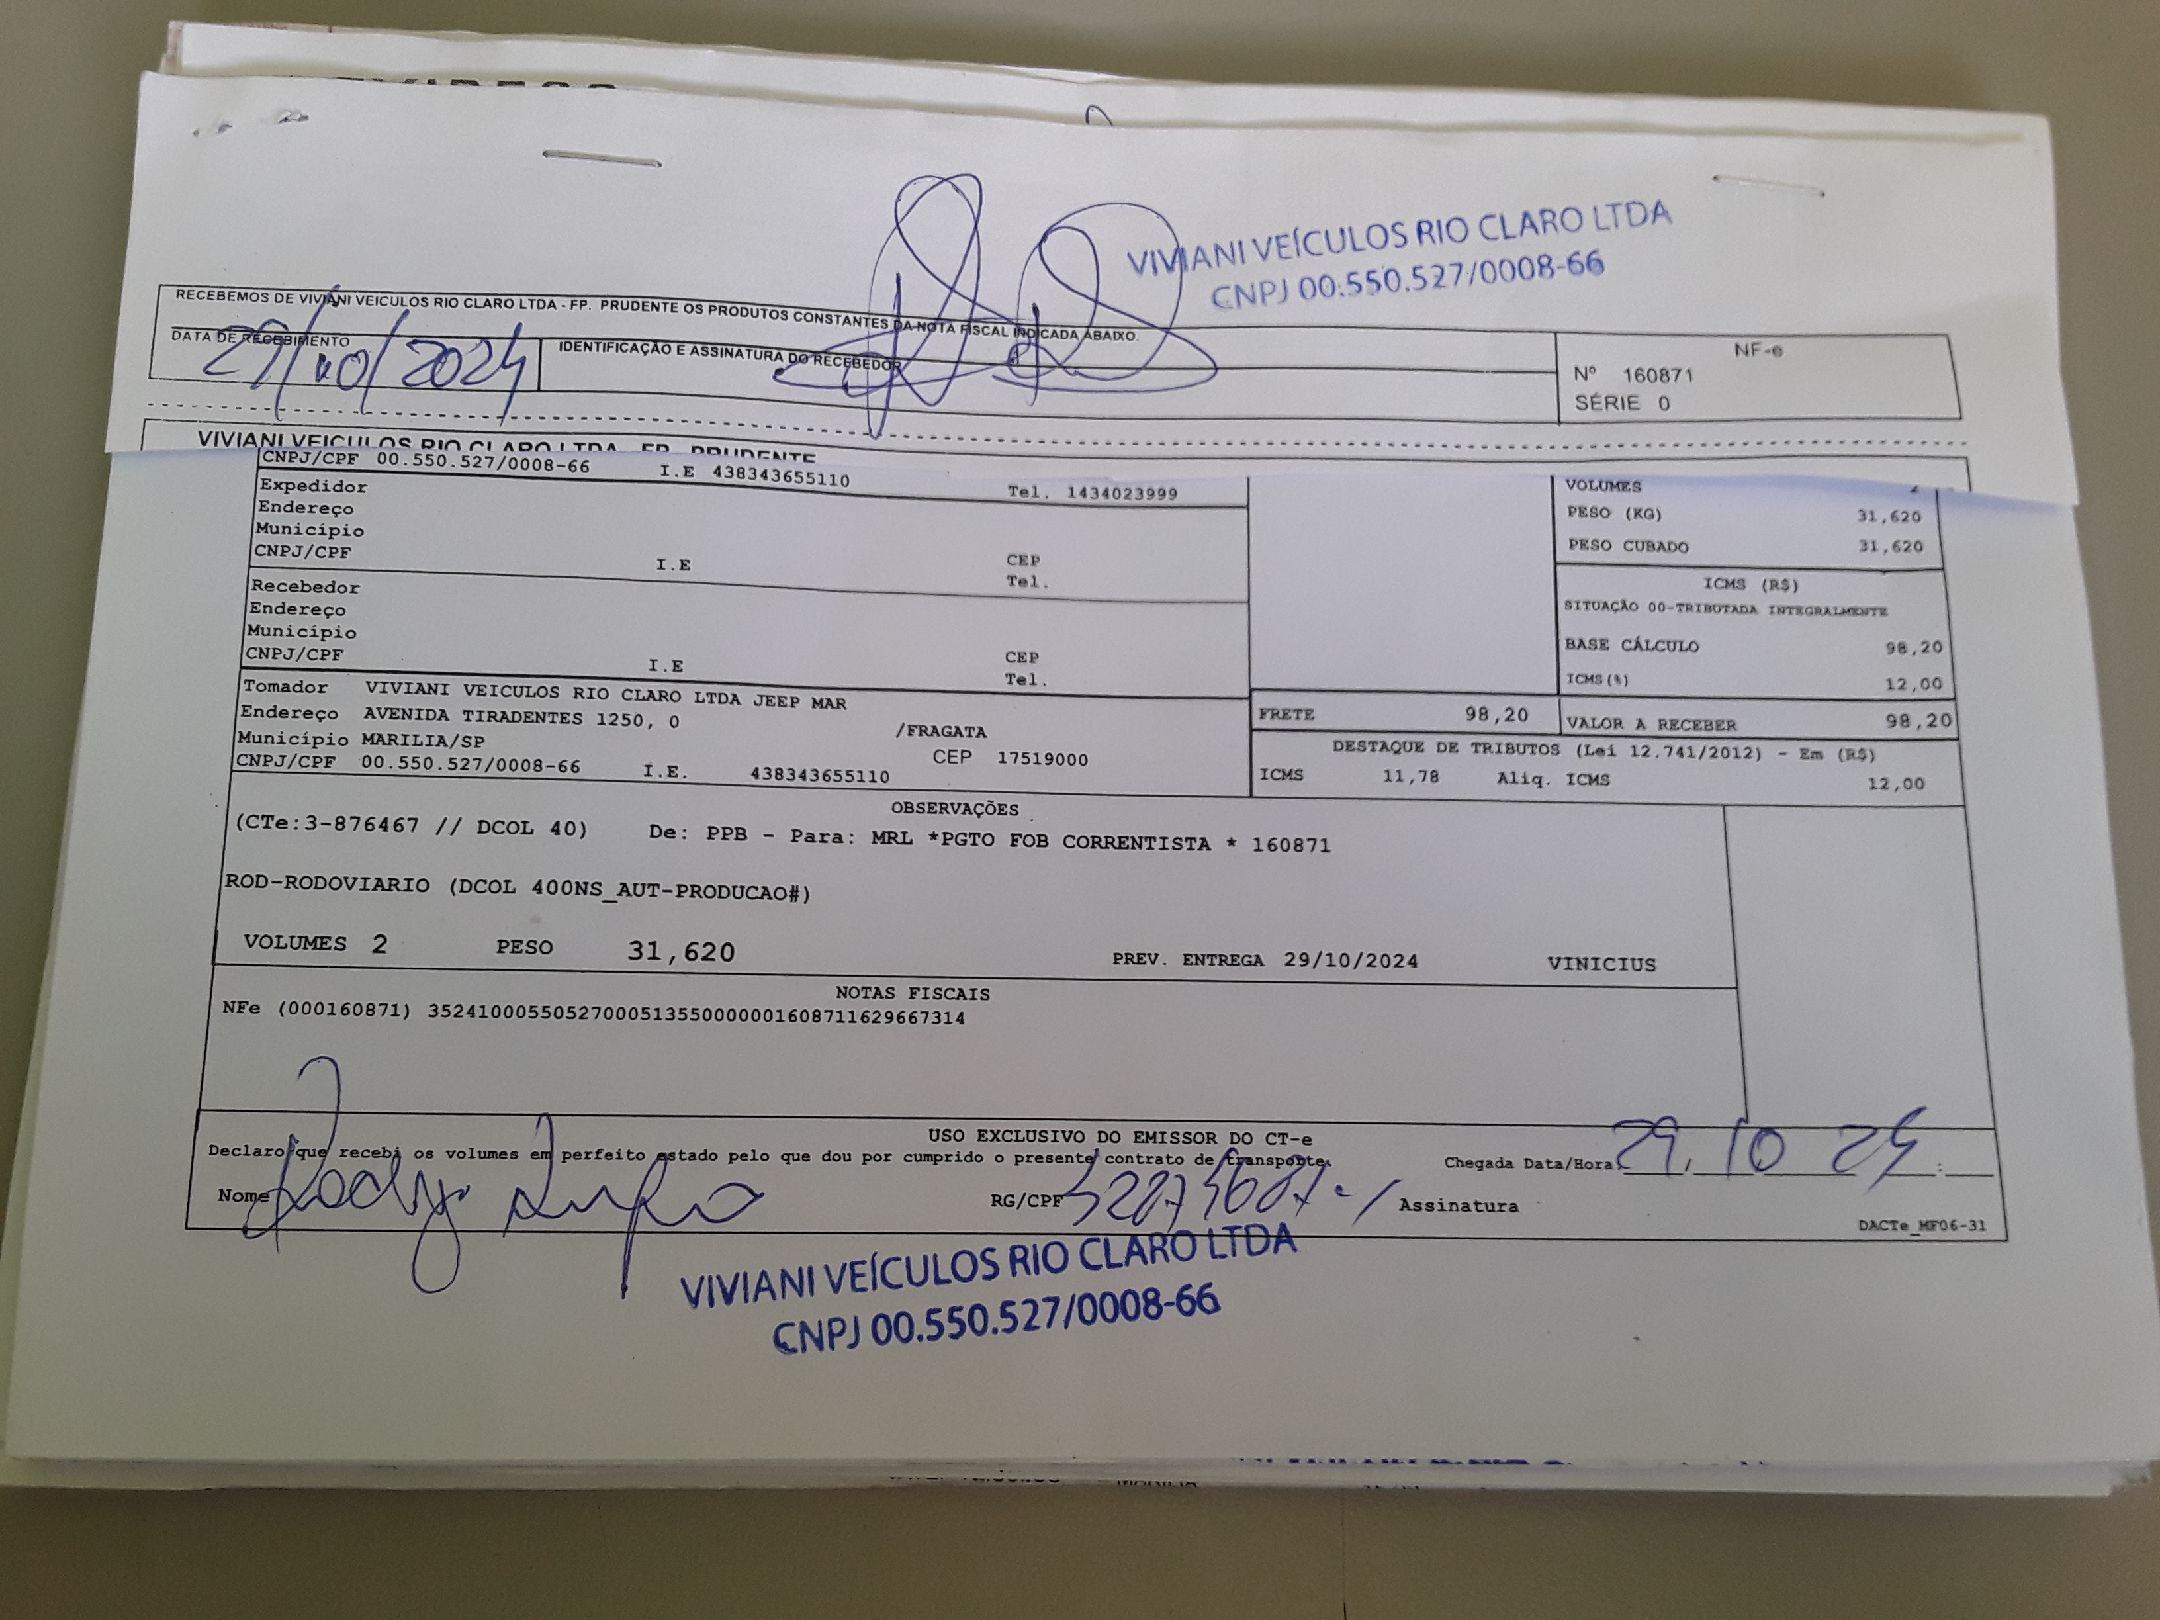 VIVIANI VEÍCULOS RIO CLARO LTDA
CNPJ 00.550.527/0008-66
RECEBEMOS DE VIVIANI VEICULOS RIO CLARO LTDA - FP. PRUDENTE OS PRODUTOS CONSTANTES DA NOTA FISCAL INDICADA ABAIXO.
DATA DE RECEBIMENTO IDENTIFICAÇÃO E ASSINATURA DO RECEBEDOR
29/10/2024
NF-e
Nº 160871
SÉRIE 0
VIVIANI VEICULOS RIO CLARO LTDA - FP. PRUDENTE
CNPJ/CPF 00.550.527/0008-66 I.E 438343655110 Tel. 1434023999
Expedidor
Endereço
Município
CNPJ/CPF I.E CEP
Tel.
Recebedor
Endereço
Município
CNPJ/CPF I.E CEP
Tel.
Tomador VIVIANI VEICULOS RIO CLARO LTDA JEEP MAR
Endereço AVENIDA TIRADENTES 1250, 0 /FRAGATA
Município MARILIA/SP CEP 17519000
CNPJ/CPF 00.550.527/0008-66 I.E. 438343655110
VOLUMES 2
PESO (KG) 31,620
PESO CUBADO 31,620
ICMS (R$)
SITUAÇÃO 00-TRIBUTADA INTEGRALMENTE
BASE CÁLCULO 98,20
ICMS(%) 12,00
FRETE 98,20 VALOR A RECEBER 98,20
DESTAQUE DE TRIBUTOS (Lei 12.741/2012) - Em (R$)
ICMS 11,78 Aliq. ICMS 12,00
OBSERVAÇÕES
(CTe:3-876467 // DCOL 40) De: PPB - Para: MRL *PGTO FOB CORRENTISTA * 160871
ROD-RODOVIARIO (DCOL 400NS_AUT-PRODUCAO#)
VOLUMES 2 PESO 31,620 PREV. ENTREGA 29/10/2024 VINICIUS
NOTAS FISCAIS
NFe (000160871) 35241000550527000513550000001608711629667314
USO EXCLUSIVO DO EMISSOR DO CT-e
Declaro que recebi os volumes em perfeito estado pelo que dou por cumprido o presente contrato de transporte. Chegada Data/Hora 29, 10 24 :
Nome RG/CPF Assinatura
DACTe_MF06-31
VIVIANI VEÍCULOS RIO CLARO LTDA
CNPJ 00.550.527/0008-66